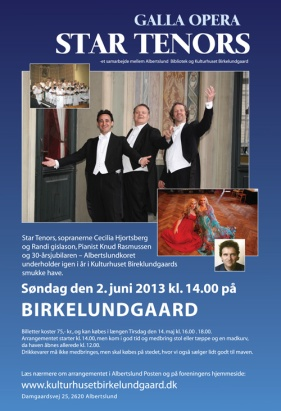 GALLA OPERA
STAR TENORS
-et samarbejde mellem Albertslund Bibliotek og Kulturhuset Birkelundgaard
Star Tenors, sopranerne Cecilia Hjortsberg
og Randi gislason, Pianist Knud Rasmussen
og 30-årsjubilaren – Albertslundkoret
underholder igen i år i Kulturhuset Bireklundgaards
smukke have.
Søndag den 2. juni 2013 kl. 14.00 på
BIRKELUNDGAARD
Billetter koster 75,- kr, og kan købes i længen Tirsdag den 14. maj kl. 16.00 . 18.00.
Arrangementet starter kl. 14.00, men kom i god tid og medbring stol eller tæppe og en madkurv,
da haven åbnes allerede kl. 12.00.
Drikkevarer må ikke medbringes, men skal købes på stedet, hvor vi også sælger lidt godt til maven.
Læs nærmere om arrangementet i Albertslund Posten og på foreningens hjemmeside:
www.kulturhusetbirkelundgaard.dk
Damgaardsvej 25, 2620 Albertslund